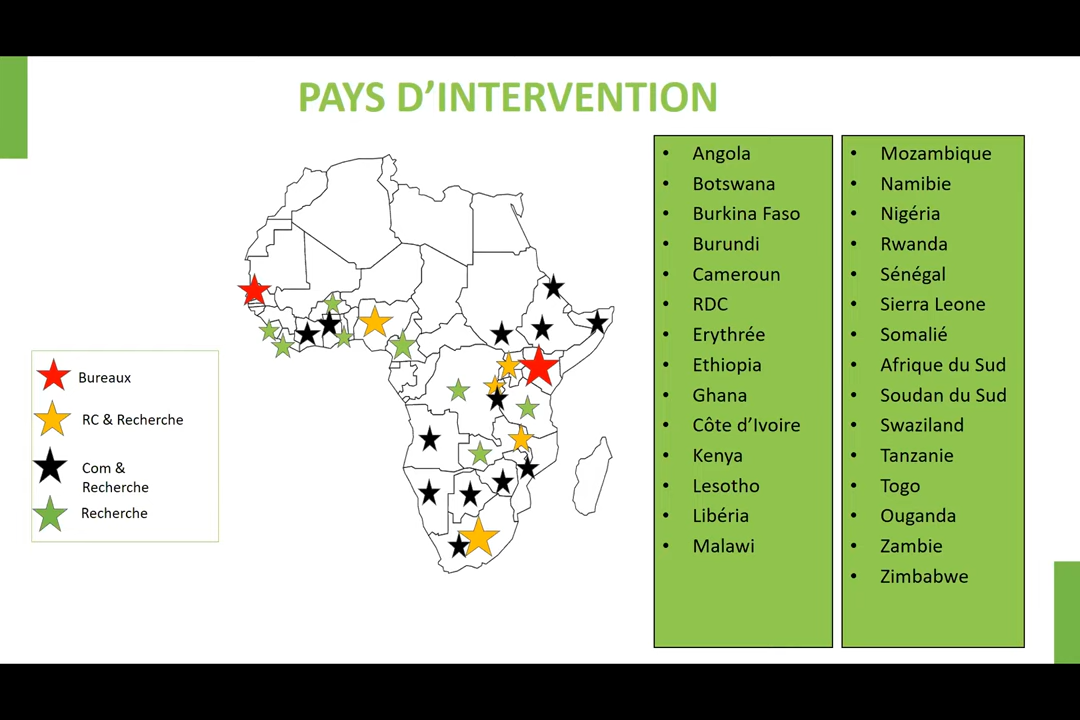 PAYS D’INTERVENTION
Bureaux
RC & Recherche
Com &
Recherche
Recherche
• Angola
• Botswana
• Burkina Faso
• Burundi
• Cameroun
• RDC
• Erythrée
• Ethiopia
• Ghana
• Côte d’Ivoire
• Kenya
• Lesotho
• Libéria
• Malawi
• Mozambique
• Namibie
• Nigéria
• Rwanda
• Sénégal
• Sierra Leone
• Somalié
• Afrique du Sud
• Soudan du Sud
• Swaziland
• Tanzanie
• Togo
• Ouganda
• Zambie
• Zimbabwe